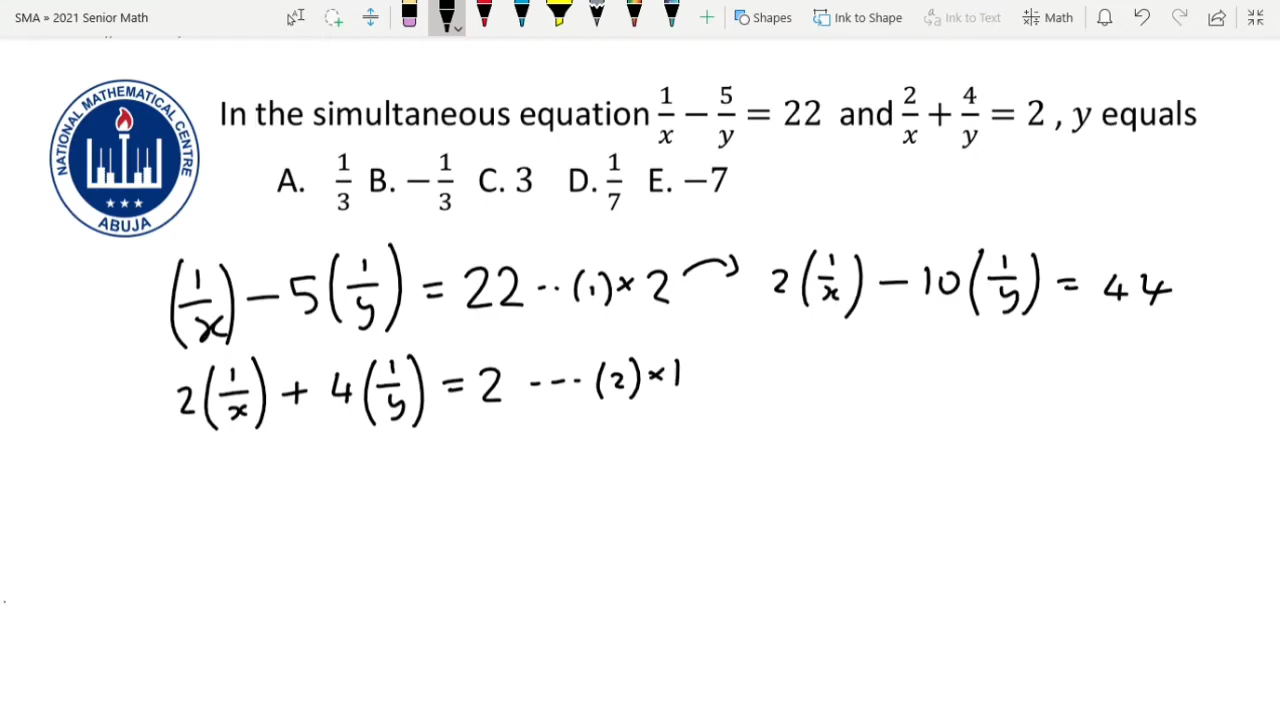 SMA » 2021 Senior Math
Shapes Ink to Shape Ink to Text Math
NATIONAL MATHEMATICAL CENTRE
ABUJA
In the simultaneous equation 1/x − 5/y = 22 and 2/x + 4/y = 2 , y equals
A. 1/3 B. −1/3 C. 3 D. 1/7 E. −7
(1/x) − 5(1/y) = 22 ·· (1) × 2 → 2(1/x) − 10(1/y) = 44
2(1/x) + 4(1/y) = 2 ---- (2) × 1